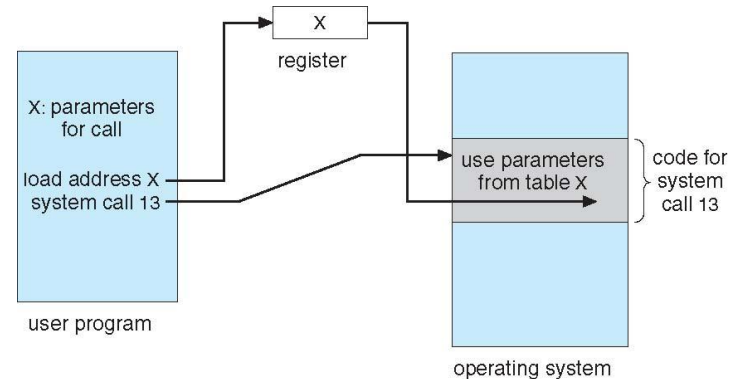 X
register
X: parameters
for call
load address X
system call 13
user program
use parameters
from table X
code for
system
call 13
operating system